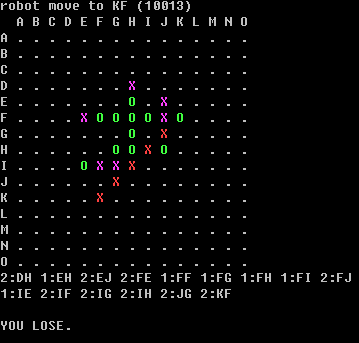 robot move to KF (10013)
A B C D E F G H I J K L M N O
A . . . . . . . . . . . . . . .
B . . . . . . . . . . . . . . .
C . . . . . . . . . . . . . . .
D . . . . . . . X . . . . . . .
E . . . . . . . O . X . . . . .
F . . . . X O O O O X O . . . .
G . . . . . . . O . X . . . . .
H . . . . . . O O X O . . . . .
I . . . . O X X X . . . . . . .
J . . . . . . X . . . . . . . .
K . . . . . X . . . . . . . . .
L . . . . . . . . . . . . . . .
M . . . . . . . . . . . . . . .
N . . . . . . . . . . . . . . .
O . . . . . . . . . . . . . . .
2:DH 1:EH 2:EJ 2:FE 1:FF 1:FG 1:FH 1:FI 2:FJ
1:IE 2:IF 2:IG 2:IH 2:JG 2:KF
YOU LOSE.